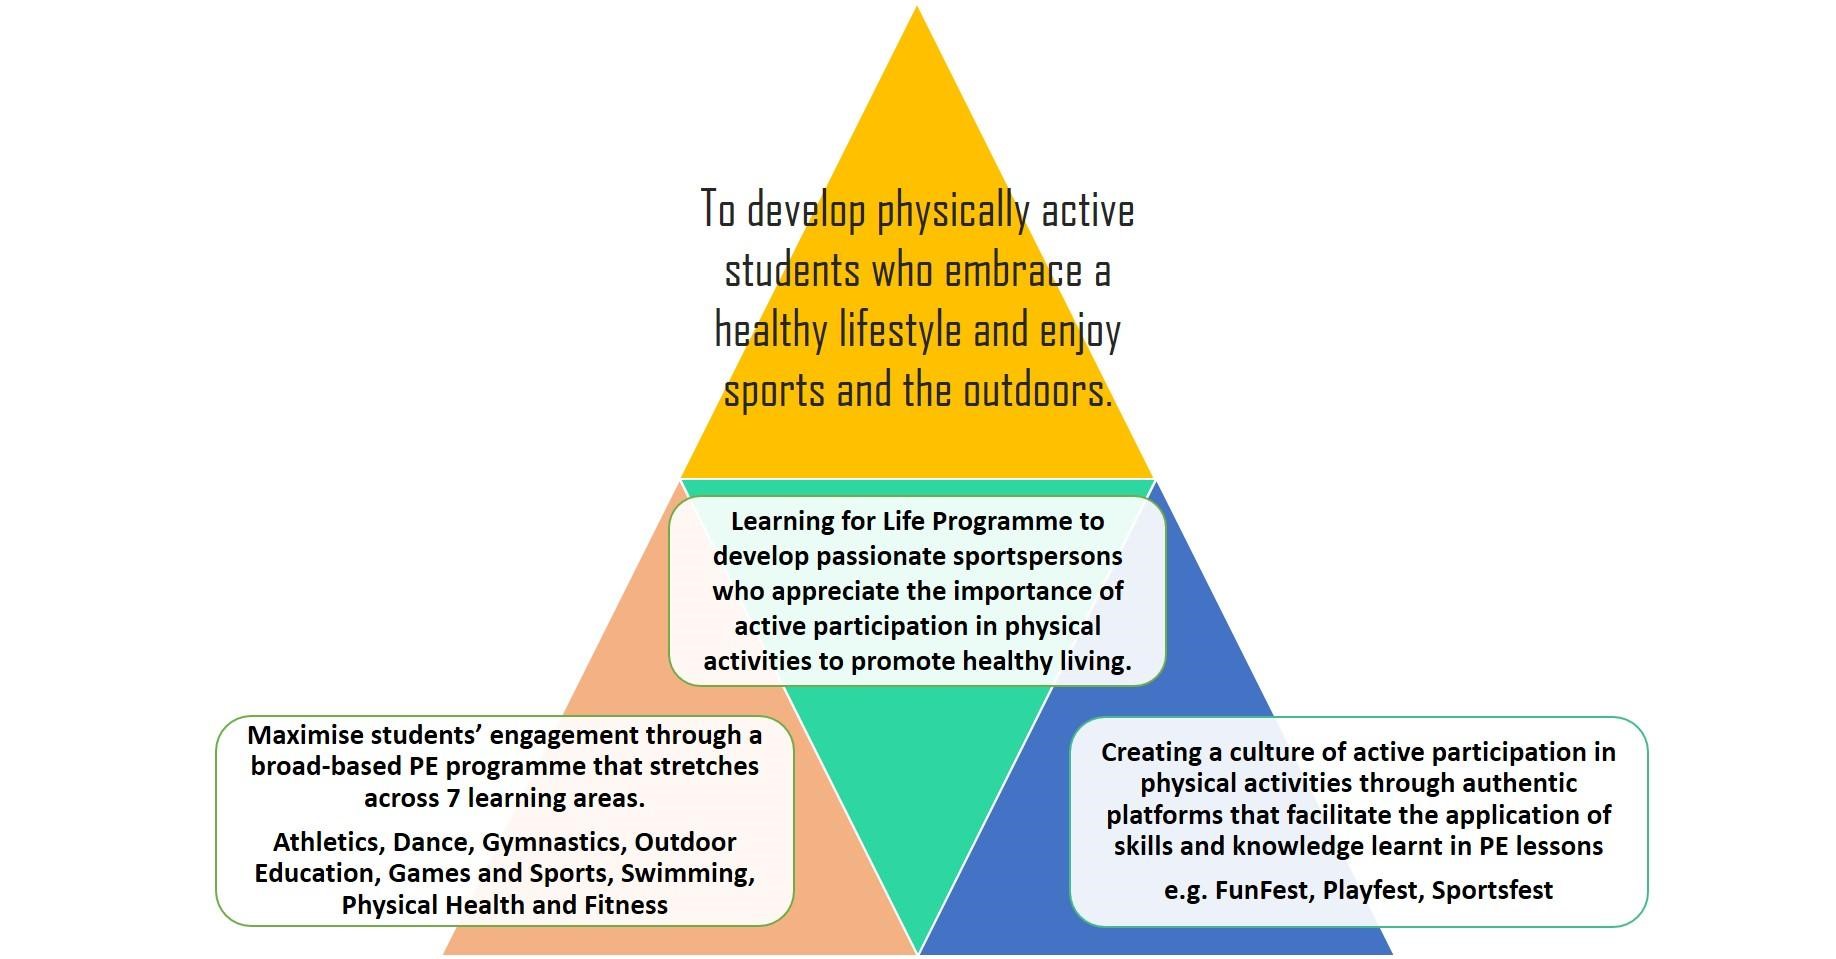 To develop physically active
students who embrace a
healthy lifestyle and enjoy
sports and the outdoors.
Learning for Life Programme to
develop passionate sportspersons
who appreciate the importance of
active participation in physical
activities to promote healthy living.
Maximise students’ engagement through a
broad-based PE programme that stretches
across 7 learning areas.
Athletics, Dance, Gymnastics, Outdoor
Education, Games and Sports, Swimming,
Physical Health and Fitness
Creating a culture of active participation in
physical activities through authentic
platforms that facilitate the application of
skills and knowledge learnt in PE lessons
e.g. FunFest, Playfest, Sportsfest